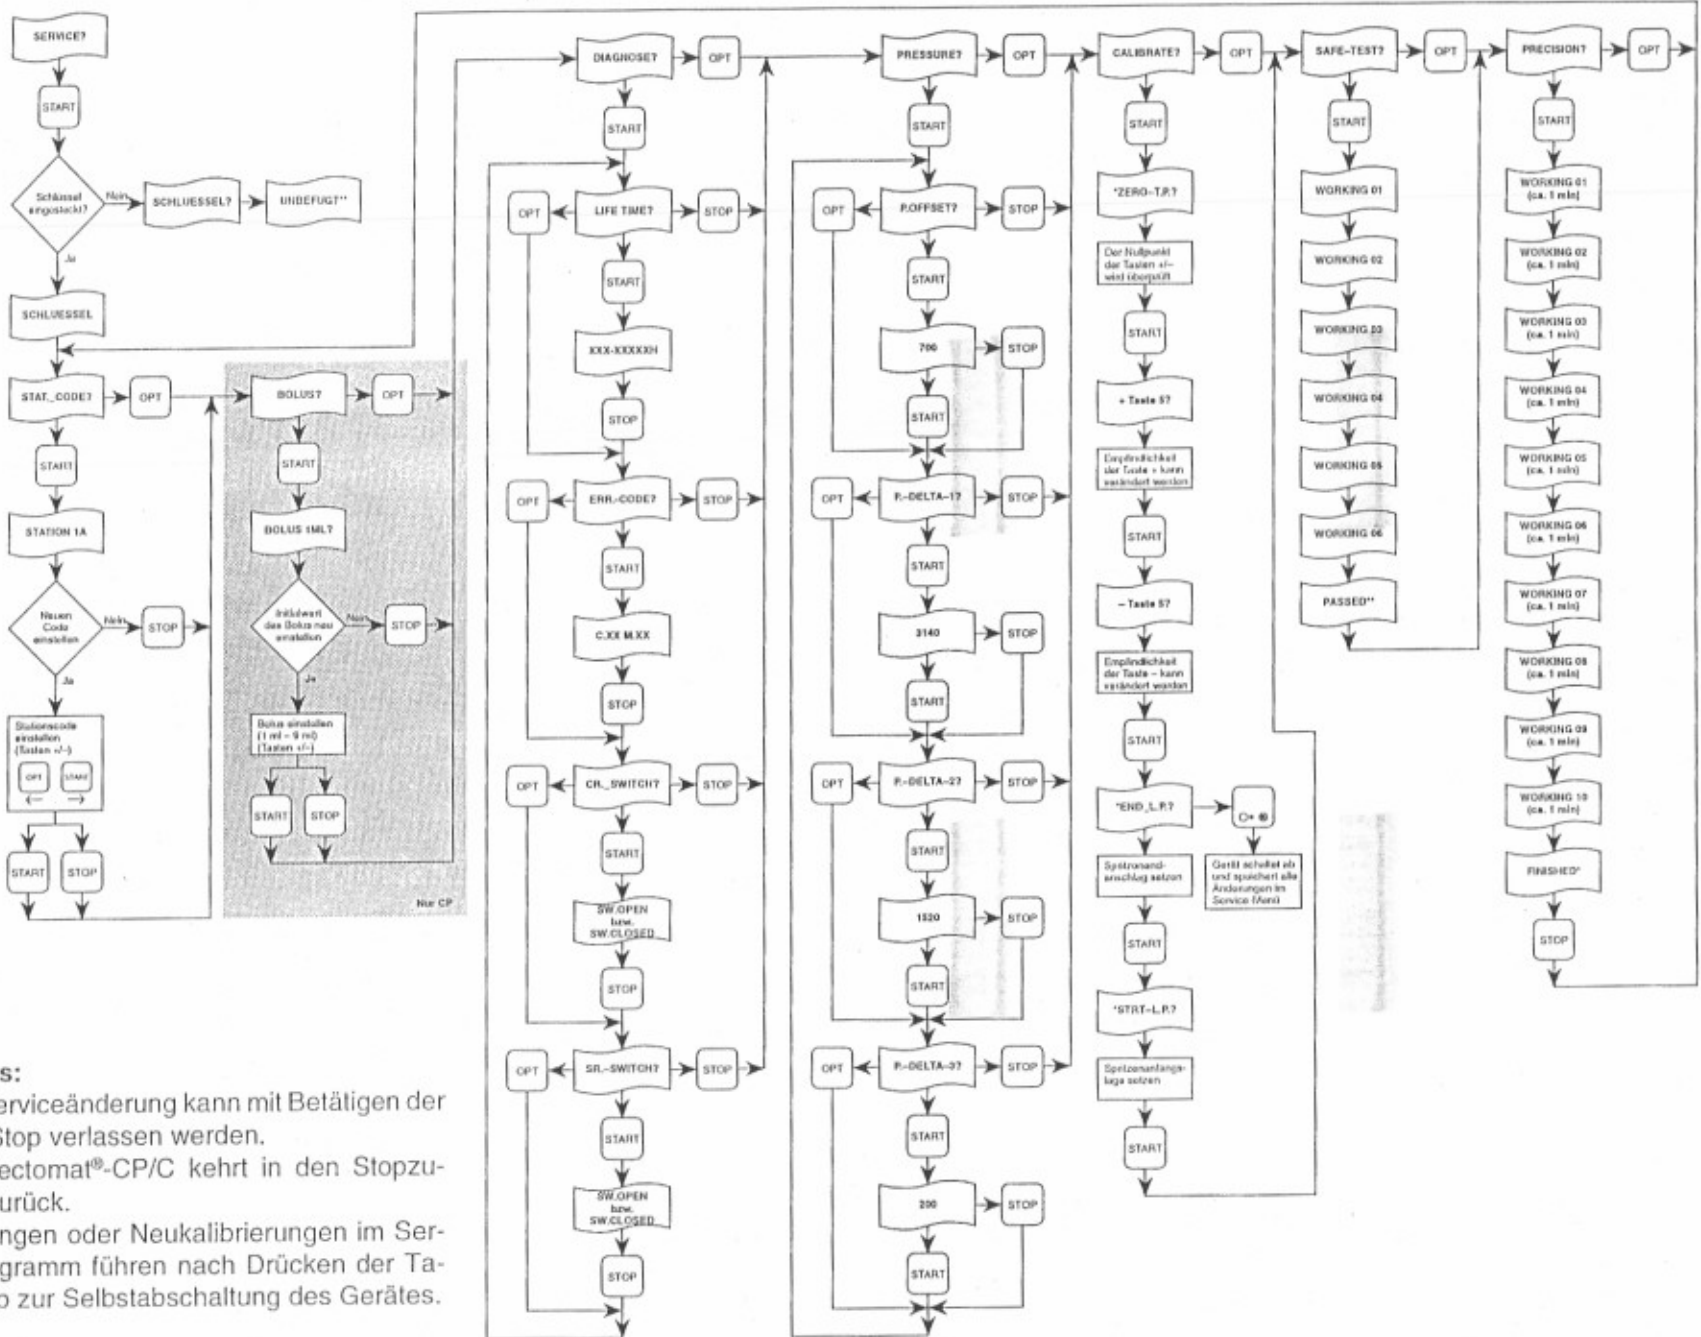 SERVICE?
START
Schlüssel
eingesteckt?
Nein
SCHLUESSEL?
UNBEFUGT**
Ja
SCHLUESSEL
STAT._CODE?
OPT
START
STATION 1A
Neuen
Code
einstellen
Nein
STOP
Ja
Stationscode
einstellen
(Tasten +/–)
OPT
START
START
STOP
BOLUS?
OPT
START
BOLUS 1ML?
Initialwert
des Bolus neu
einstellen
Nein
STOP
Ja
Bolus einstellen
(1 ml – 9 ml)
(Tasten +/–)
START
STOP
Nur CP
DIAGNOSE?
OPT
START
OPT
LIFE TIME?
STOP
START
XXX-XXXXXH
STOP
OPT
ERR.-CODE?
STOP
START
C.XX M.XX
STOP
OPT
CR._SWITCH?
STOP
START
SW.OPEN
bzw.
SW.CLOSED
STOP
OPT
SR.-SWITCH?
STOP
START
SW.OPEN
bzw.
SW.CLOSED
STOP
PRESSURE?
OPT
START
OPT
P.OFFSET?
STOP
START
700
STOP
START
OPT
P.-DELTA-1?
STOP
START
3140
STOP
START
OPT
P.-DELTA-2?
STOP
START
1520
STOP
START
OPT
P.-DELTA-3?
STOP
START
200
STOP
START
CALIBRATE?
OPT
START
*ZERO-T.P.?
Der Nullpunkt
der Tasten +/–
wird überprüft
START
+ Taste 5?
Empfindlichkeit
der Taste + kann
verändert werden
START
– Taste 5?
Empfindlichkeit
der Taste – kann
verändert werden
START
*END_L.P.?
Spritzenend-
anschlag setzen
Gerät schaltet ab
und speichert alle
Änderungen im
Service (Menü)
START
*STRT-L.P.?
Spritzenanfangs-
lage setzen
START
SAFE-TEST?
OPT
START
WORKING 01
WORKING 02
WORKING 03
WORKING 04
WORKING 05
WORKING 06
PASSED**
PRECISION?
OPT
START
WORKING 01
(ca. 1 min)
WORKING 02
(ca. 1 min)
WORKING 03
(ca. 1 min)
WORKING 04
(ca. 1 min)
WORKING 05
(ca. 1 min)
WORKING 06
(ca. 1 min)
WORKING 07
(ca. 1 min)
WORKING 08
(ca. 1 min)
WORKING 09
(ca. 1 min)
WORKING 10
(ca. 1 min)
FINISHED*
STOP
s:
erviceänderung kann mit Betätigen der
Stop verlassen werden.
ectomat®-CP/C kehrt in den Stopzu-
urück.
ngen oder Neukalibrierungen im Ser-
gramm führen nach Drücken der Ta-
p zur Selbstabschaltung des Gerätes.